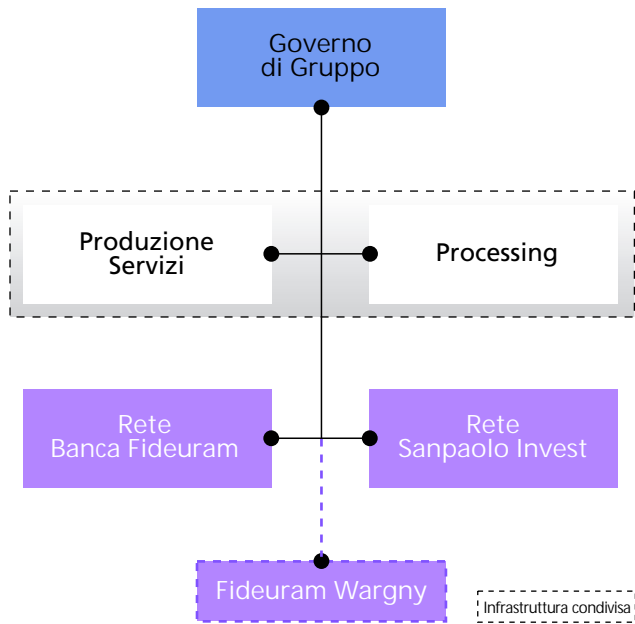 Governo
di Gruppo
Produzione
Servizi
Processing
Rete
Banca Fideuram
Rete
Sanpaolo Invest
Fideuram Wargny
Infrastruttura condivisa